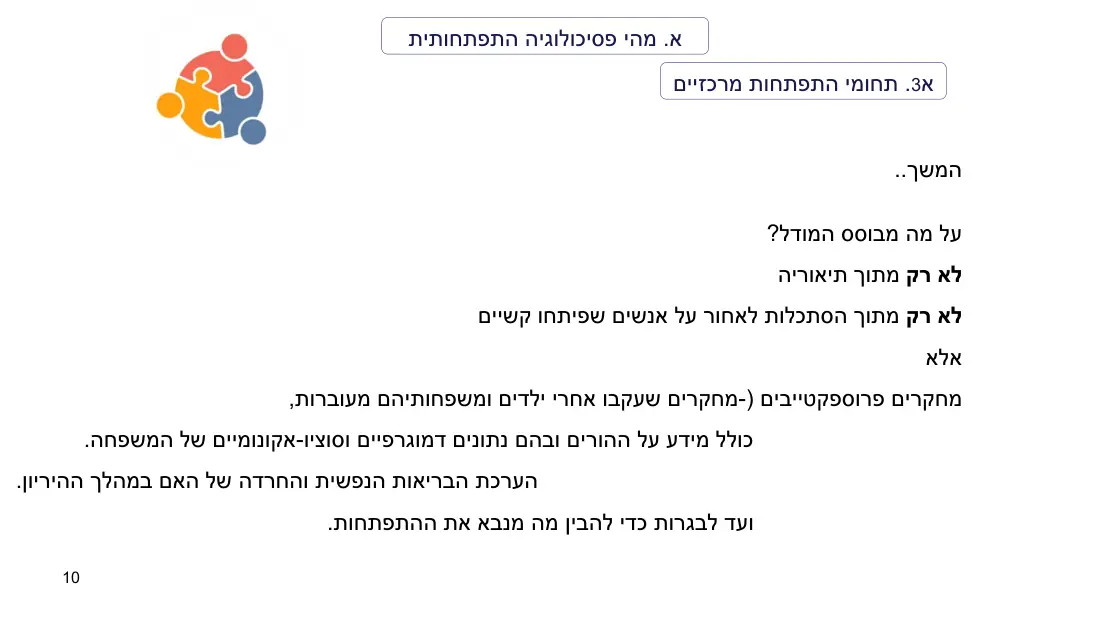 א. מהי פסיכולוגיה התפתחותית
א3. תחומי התפתחות מרכזיים
המשך..
על מה מבוסס המודל?
לא רק מתוך תיאוריה
לא רק מתוך הסתכלות לאחור על אנשים שפיתחו קשיים
אלא
מחקרים פרוספקטייבים (-מחקרים שעקבו אחרי ילדים ומשפחותיהם מעוברות,
כולל מידע על ההורים ובהם נתונים דמוגרפיים וסוציו-אקונומיים של המשפחה.
הערכת הבריאות הנפשית והחרדה של האם במהלך ההיריון.
ועד לבגרות כדי להבין מה מנבא את ההתפתחות.
10